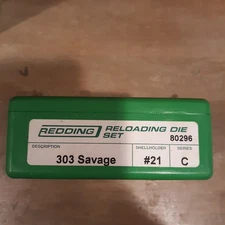 REDDING RELOADING DIE SET 80296
DESCRIPTION SHELLHOLDER SERIES
303 Savage #21 C